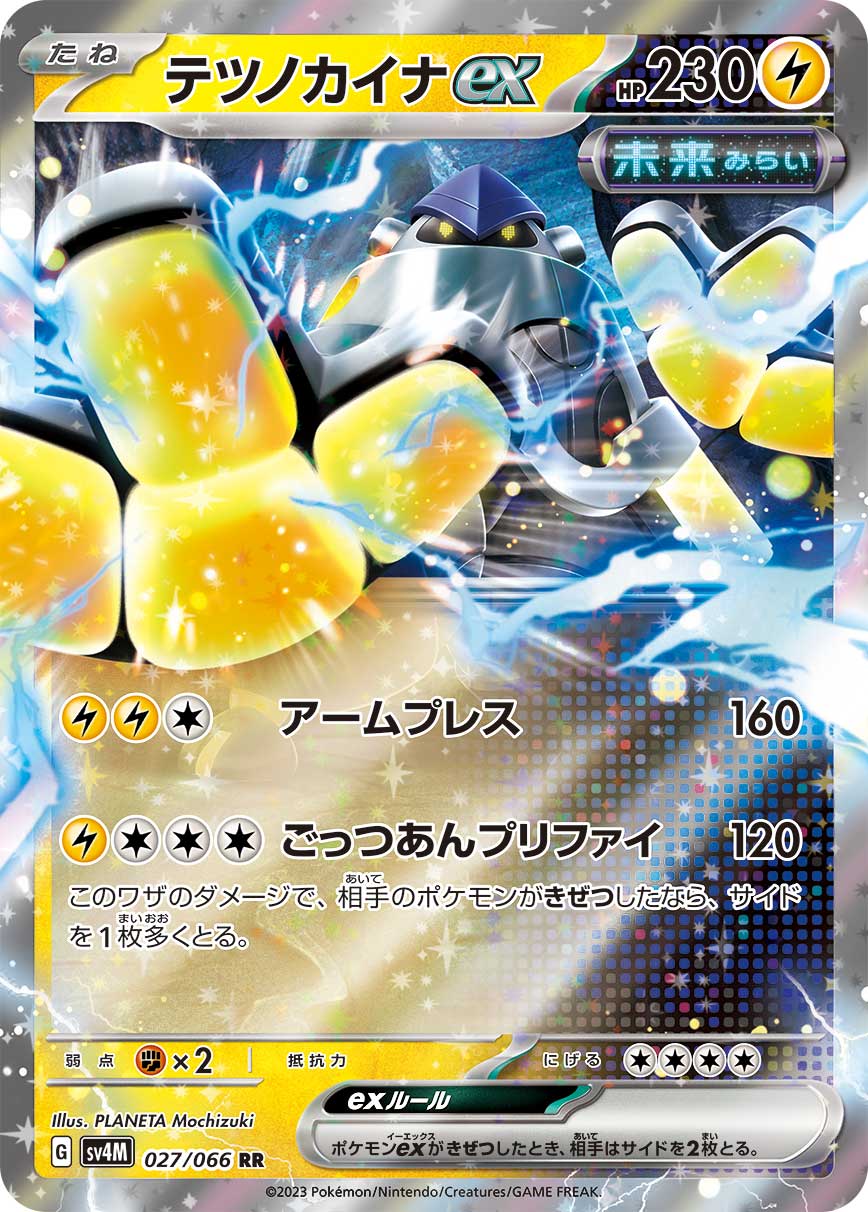 たね テツノカイナex HP230
未来 みらい
アームプレス 160
ごっつあんプリファイ 120
このワザのダメージで、相手のポケモンがきぜつしたなら、サイド
を1枚多くとる。
弱点 ×2 抵抗力 にげる
exルール
ポケモンexがきぜつしたとき、相手はサイドを2枚とる。
Illus. PLANETA Mochizuki
G sv4M 027/066 RR
©2023 Pokémon/Nintendo/Creatures/GAME FREAK.